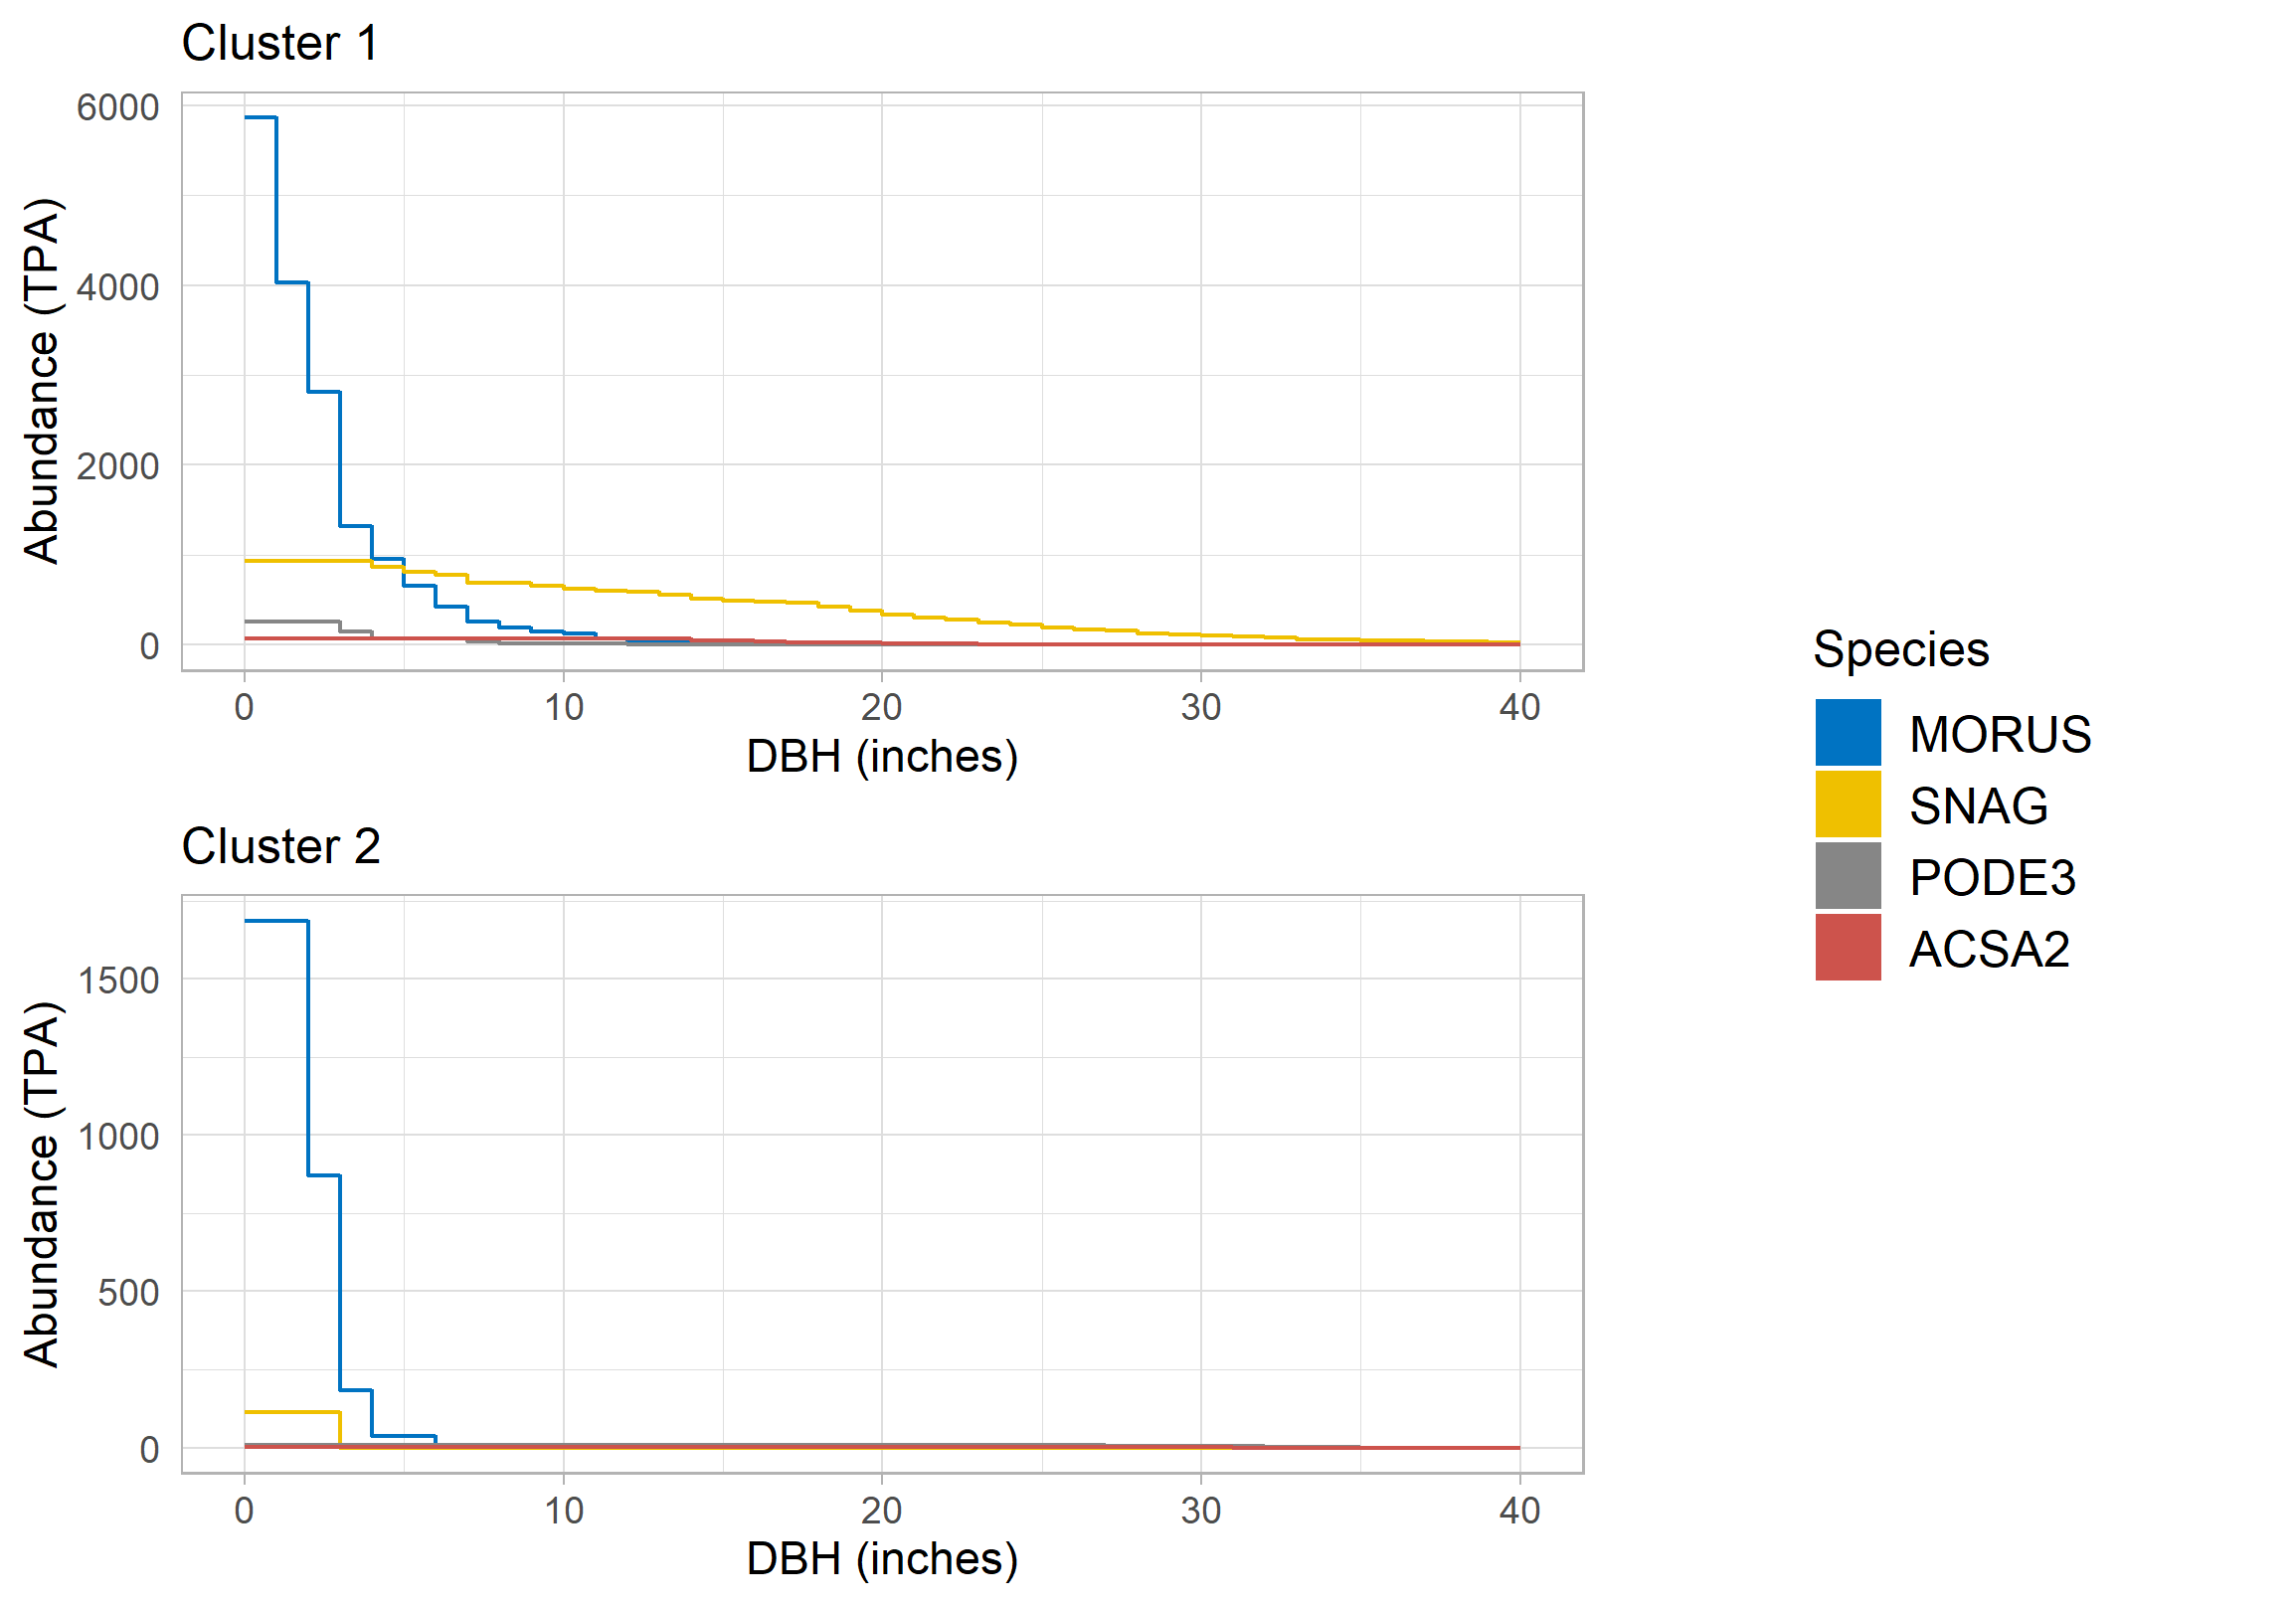 Cluster 1
Abundance (TPA)
6000
4000
2000
0
0 10 20 30 40
DBH (inches)
Cluster 2
Abundance (TPA)
1500
1000
500
0
0 10 20 30 40
DBH (inches)
Species
MORUS
SNAG
PODE3
ACSA2